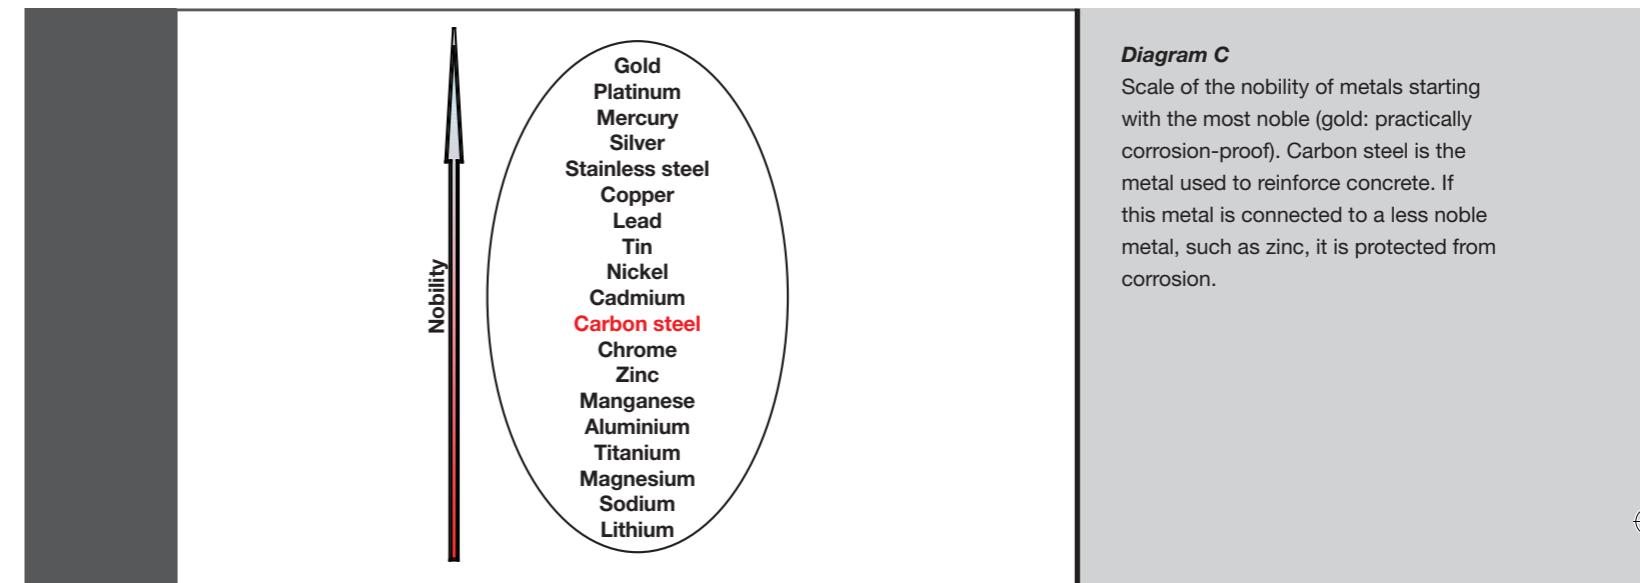 Nobility
Gold
Platinum
Mercury
Silver
Stainless steel
Copper
Lead
Tin
Nickel
Cadmium
Carbon steel
Chrome
Zinc
Manganese
Aluminium
Titanium
Magnesium
Sodium
Lithium
Diagram C
Scale of the nobility of metals starting
with the most noble (gold: practically
corrosion-proof). Carbon steel is the
metal used to reinforce concrete. If
this metal is connected to a less noble
metal, such as zinc, it is protected from
corrosion.